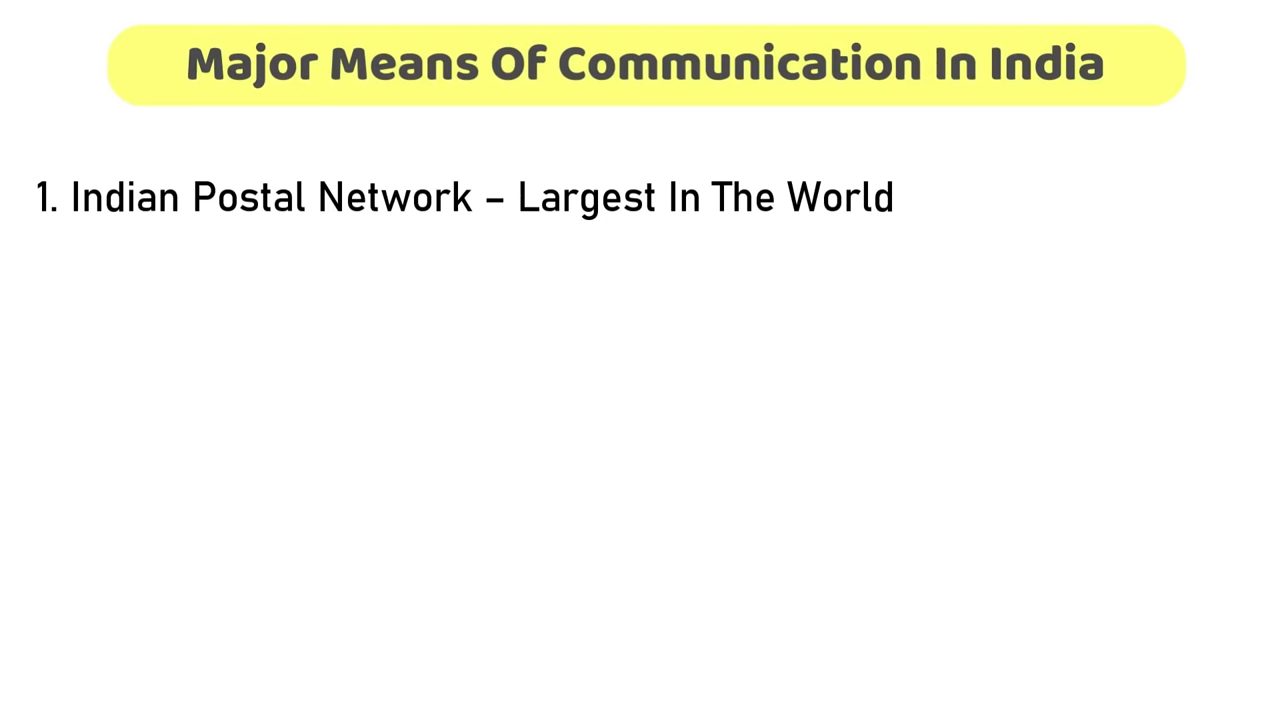 Major Means Of Communication In India
1. Indian Postal Network – Largest In The World